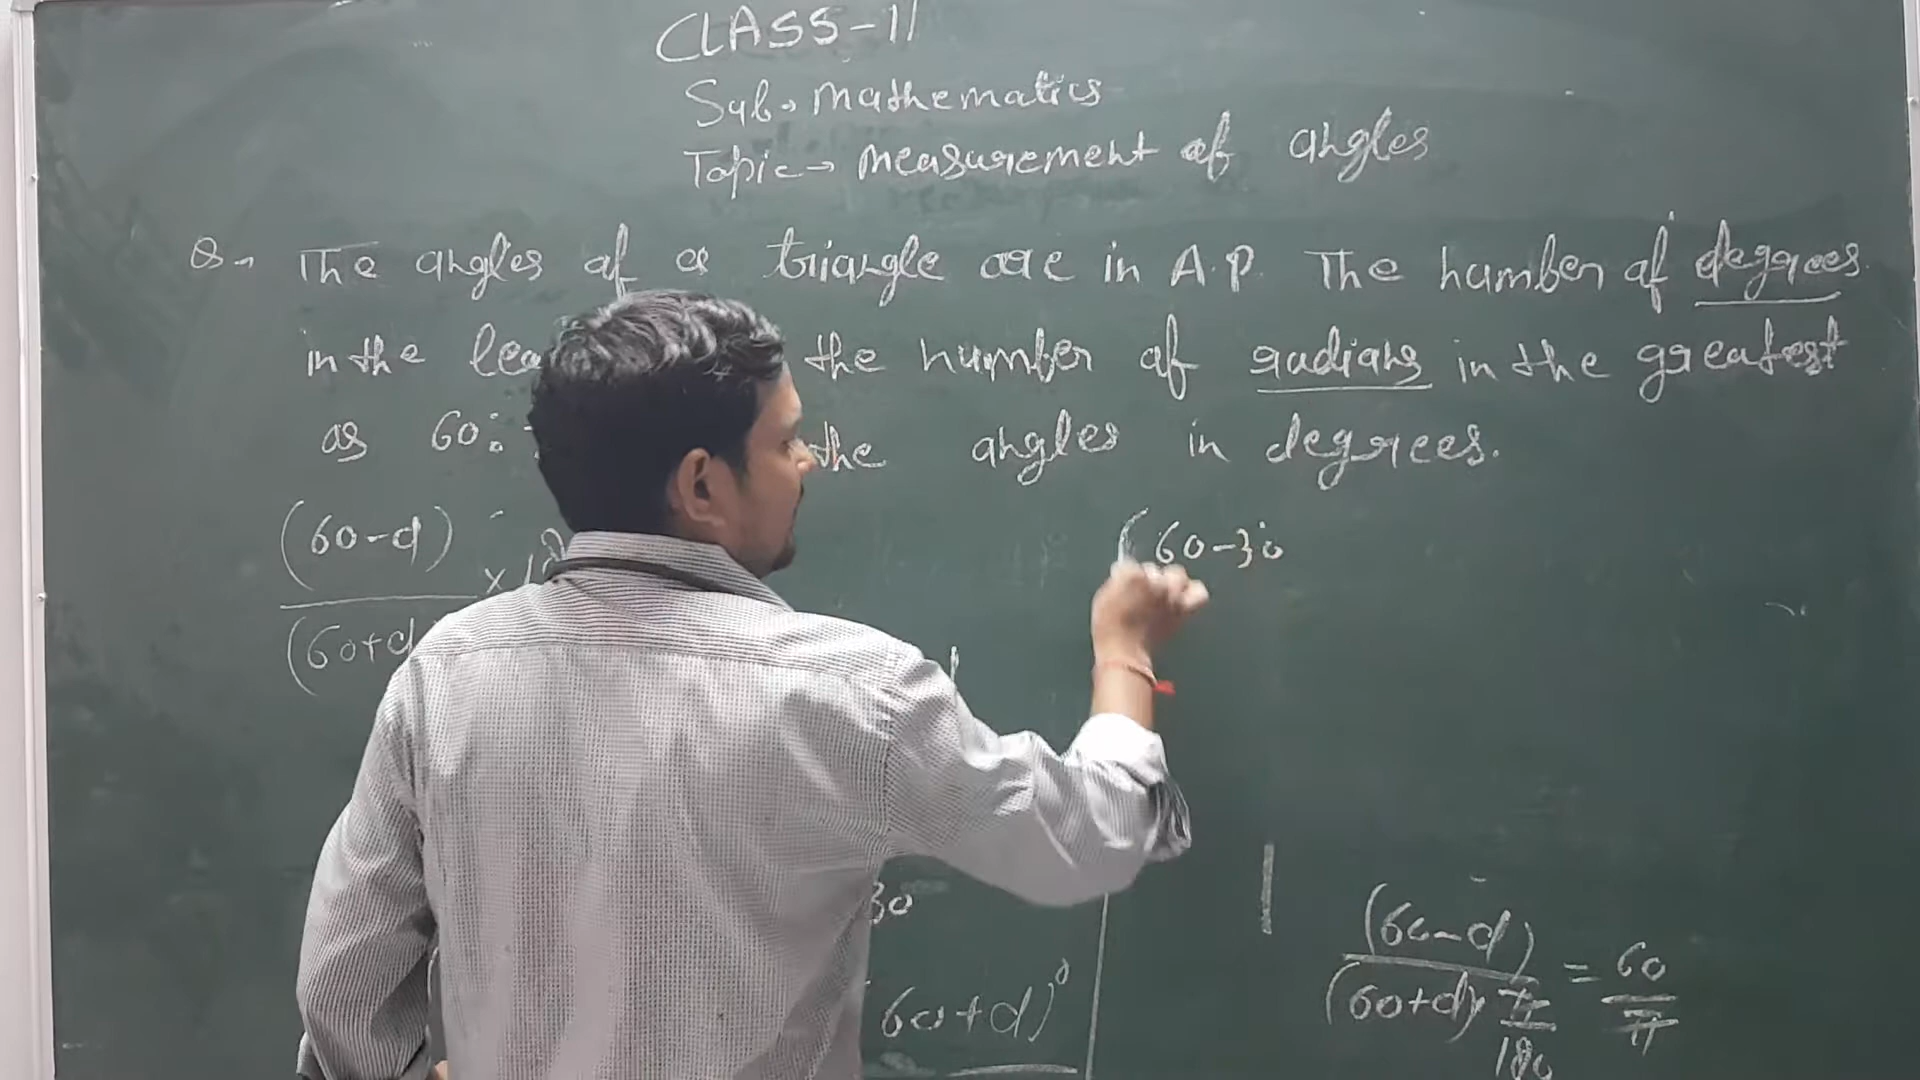 CLASS-11
Sub→ Mathematics
Topic→ Measurement of angles
Q→ The angles of a triangle are in A.P. The number of degrees
in the the number of radians in the greatest
as 60: the angles in degrees.
(60-d)
(60+d
(60-30
30
60+d)°
(60-d) / (60+d) × π/180 = 60/π